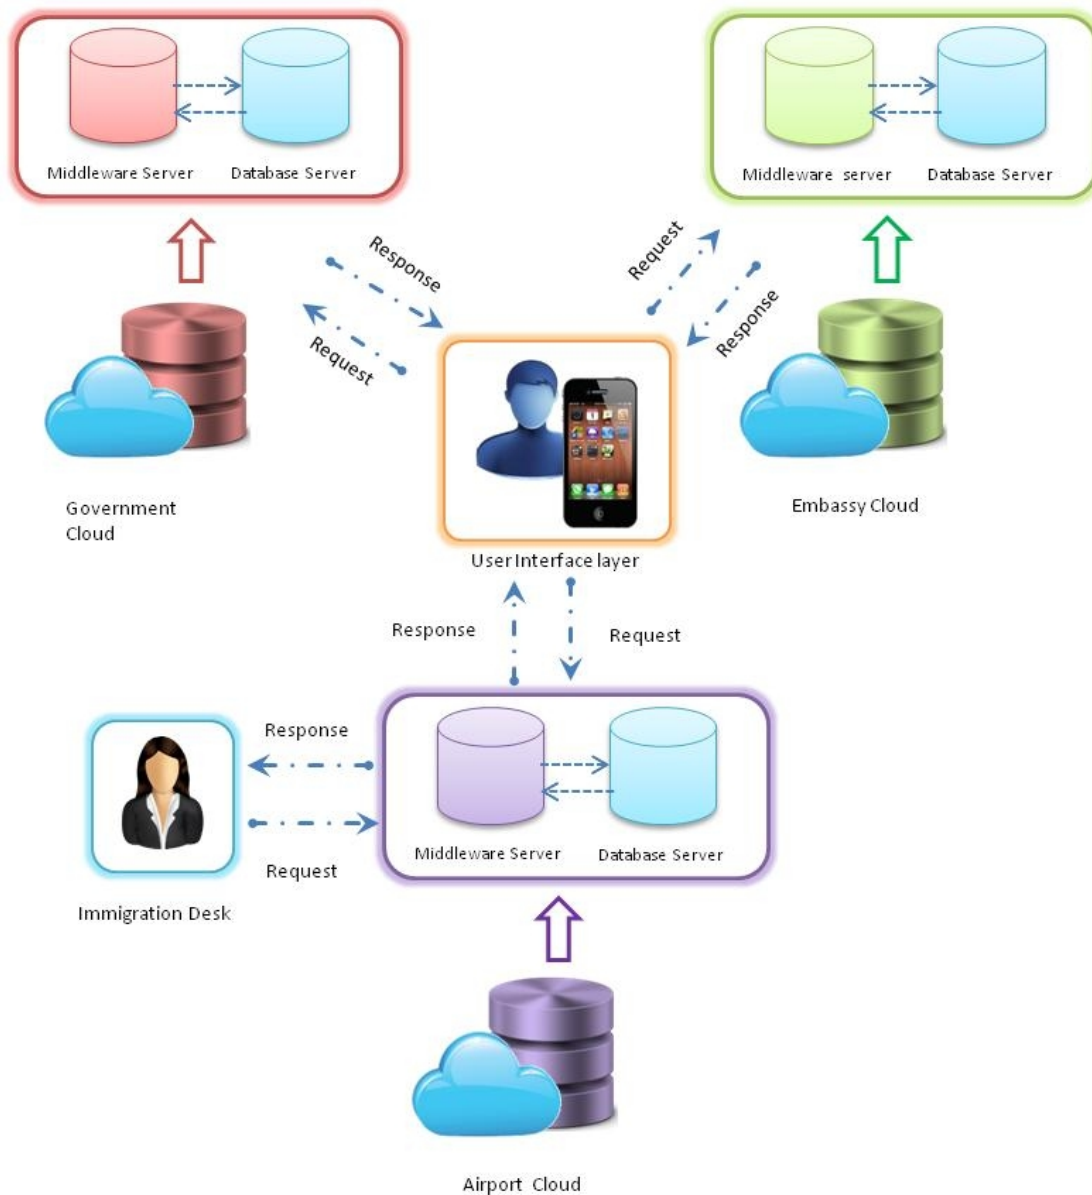 Middleware Server
Database Server
Middleware server
Database Server
Response
Request
Request
Response
Government
Cloud
User Interface layer
Embassy Cloud
Response
Request
Response
Request
Middleware Server
Database Server
Immigration Desk
Airport Cloud